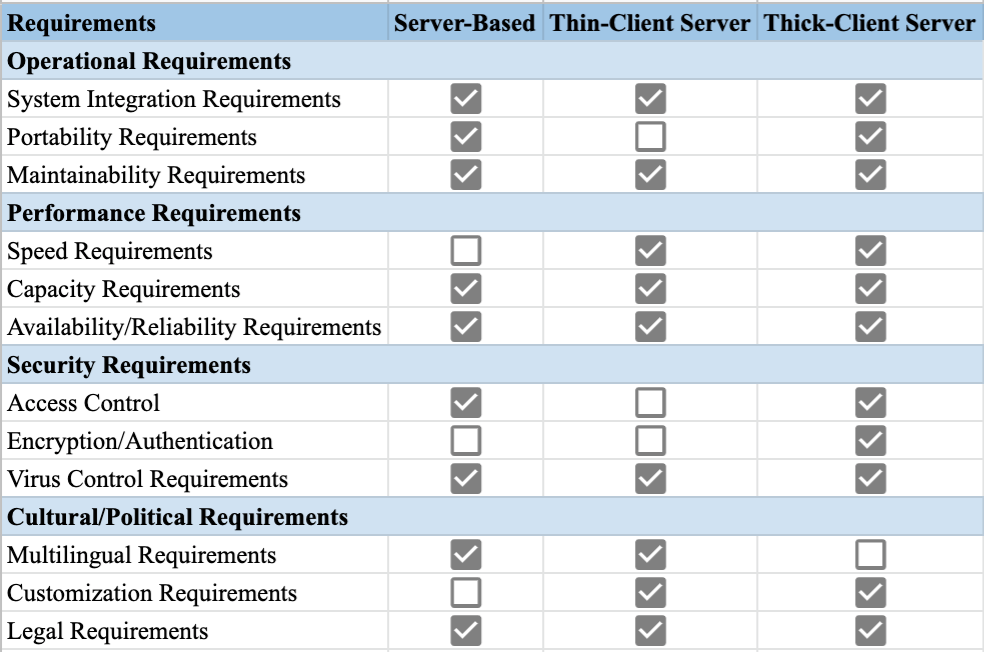 Requirements Server-Based Thin-Client Server Thick-Client Server
Operational Requirements
System Integration Requirements
Portability Requirements
Maintainability Requirements
Performance Requirements
Speed Requirements
Capacity Requirements
Availability/Reliability Requirements
Security Requirements
Access Control
Encryption/Authentication
Virus Control Requirements
Cultural/Political Requirements
Multilingual Requirements
Customization Requirements
Legal Requirements